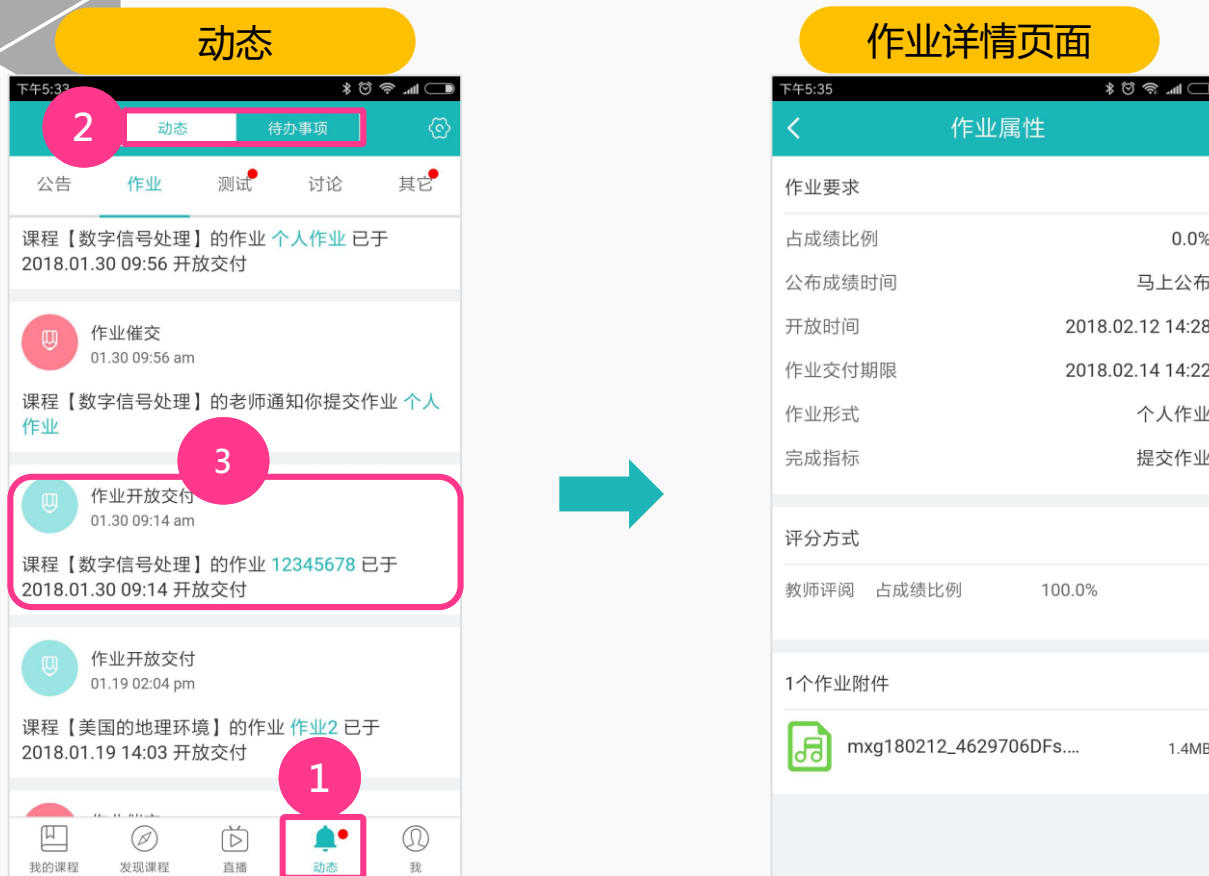 动态
下午5:33
2
动态
待办事项
公告
作业
测试
讨论
其它
课程【数字信号处理】的作业 个人作业 已于
2018.01.30 09:56 开放交付
作业催交
01.30 09:56 am
课程【数字信号处理】的老师通知你提交作业 个人
作业
3
作业开放交付
01.30 09:14 am
课程【数字信号处理】的作业 12345678 已于
2018.01.30 09:14 开放交付
作业开放交付
01.19 02:04 pm
课程【美国的地理环境】的作业 作业2 已于
2018.01.19 14:03 开放交付
1
我的课程
发现课程
直播
动态
我
作业详情页面
下午5:35
作业属性
作业要求
占成绩比例 0.0%
公布成绩时间 马上公布
开放时间 2018.02.12 14:28
作业交付期限 2018.02.14 14:22
作业形式 个人作业
完成指标 提交作业
评分方式
教师评阅 占成绩比例 100.0%
1个作业附件
mxg180212_4629706DFs.... 1.4MB